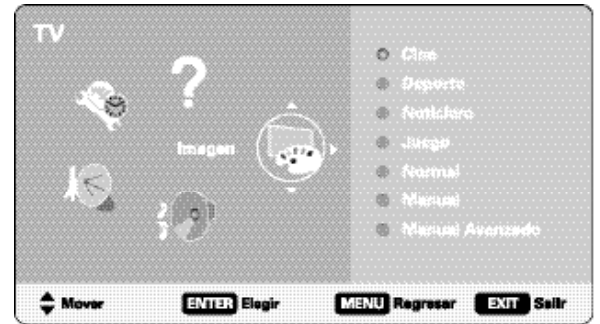 TV
?
Imagen
Cine
Deporte
Noticiero
Juego
Normal
Manual
Manual Avanzado
Mover ENTER Elegir MENU Regresar EXIT Salir